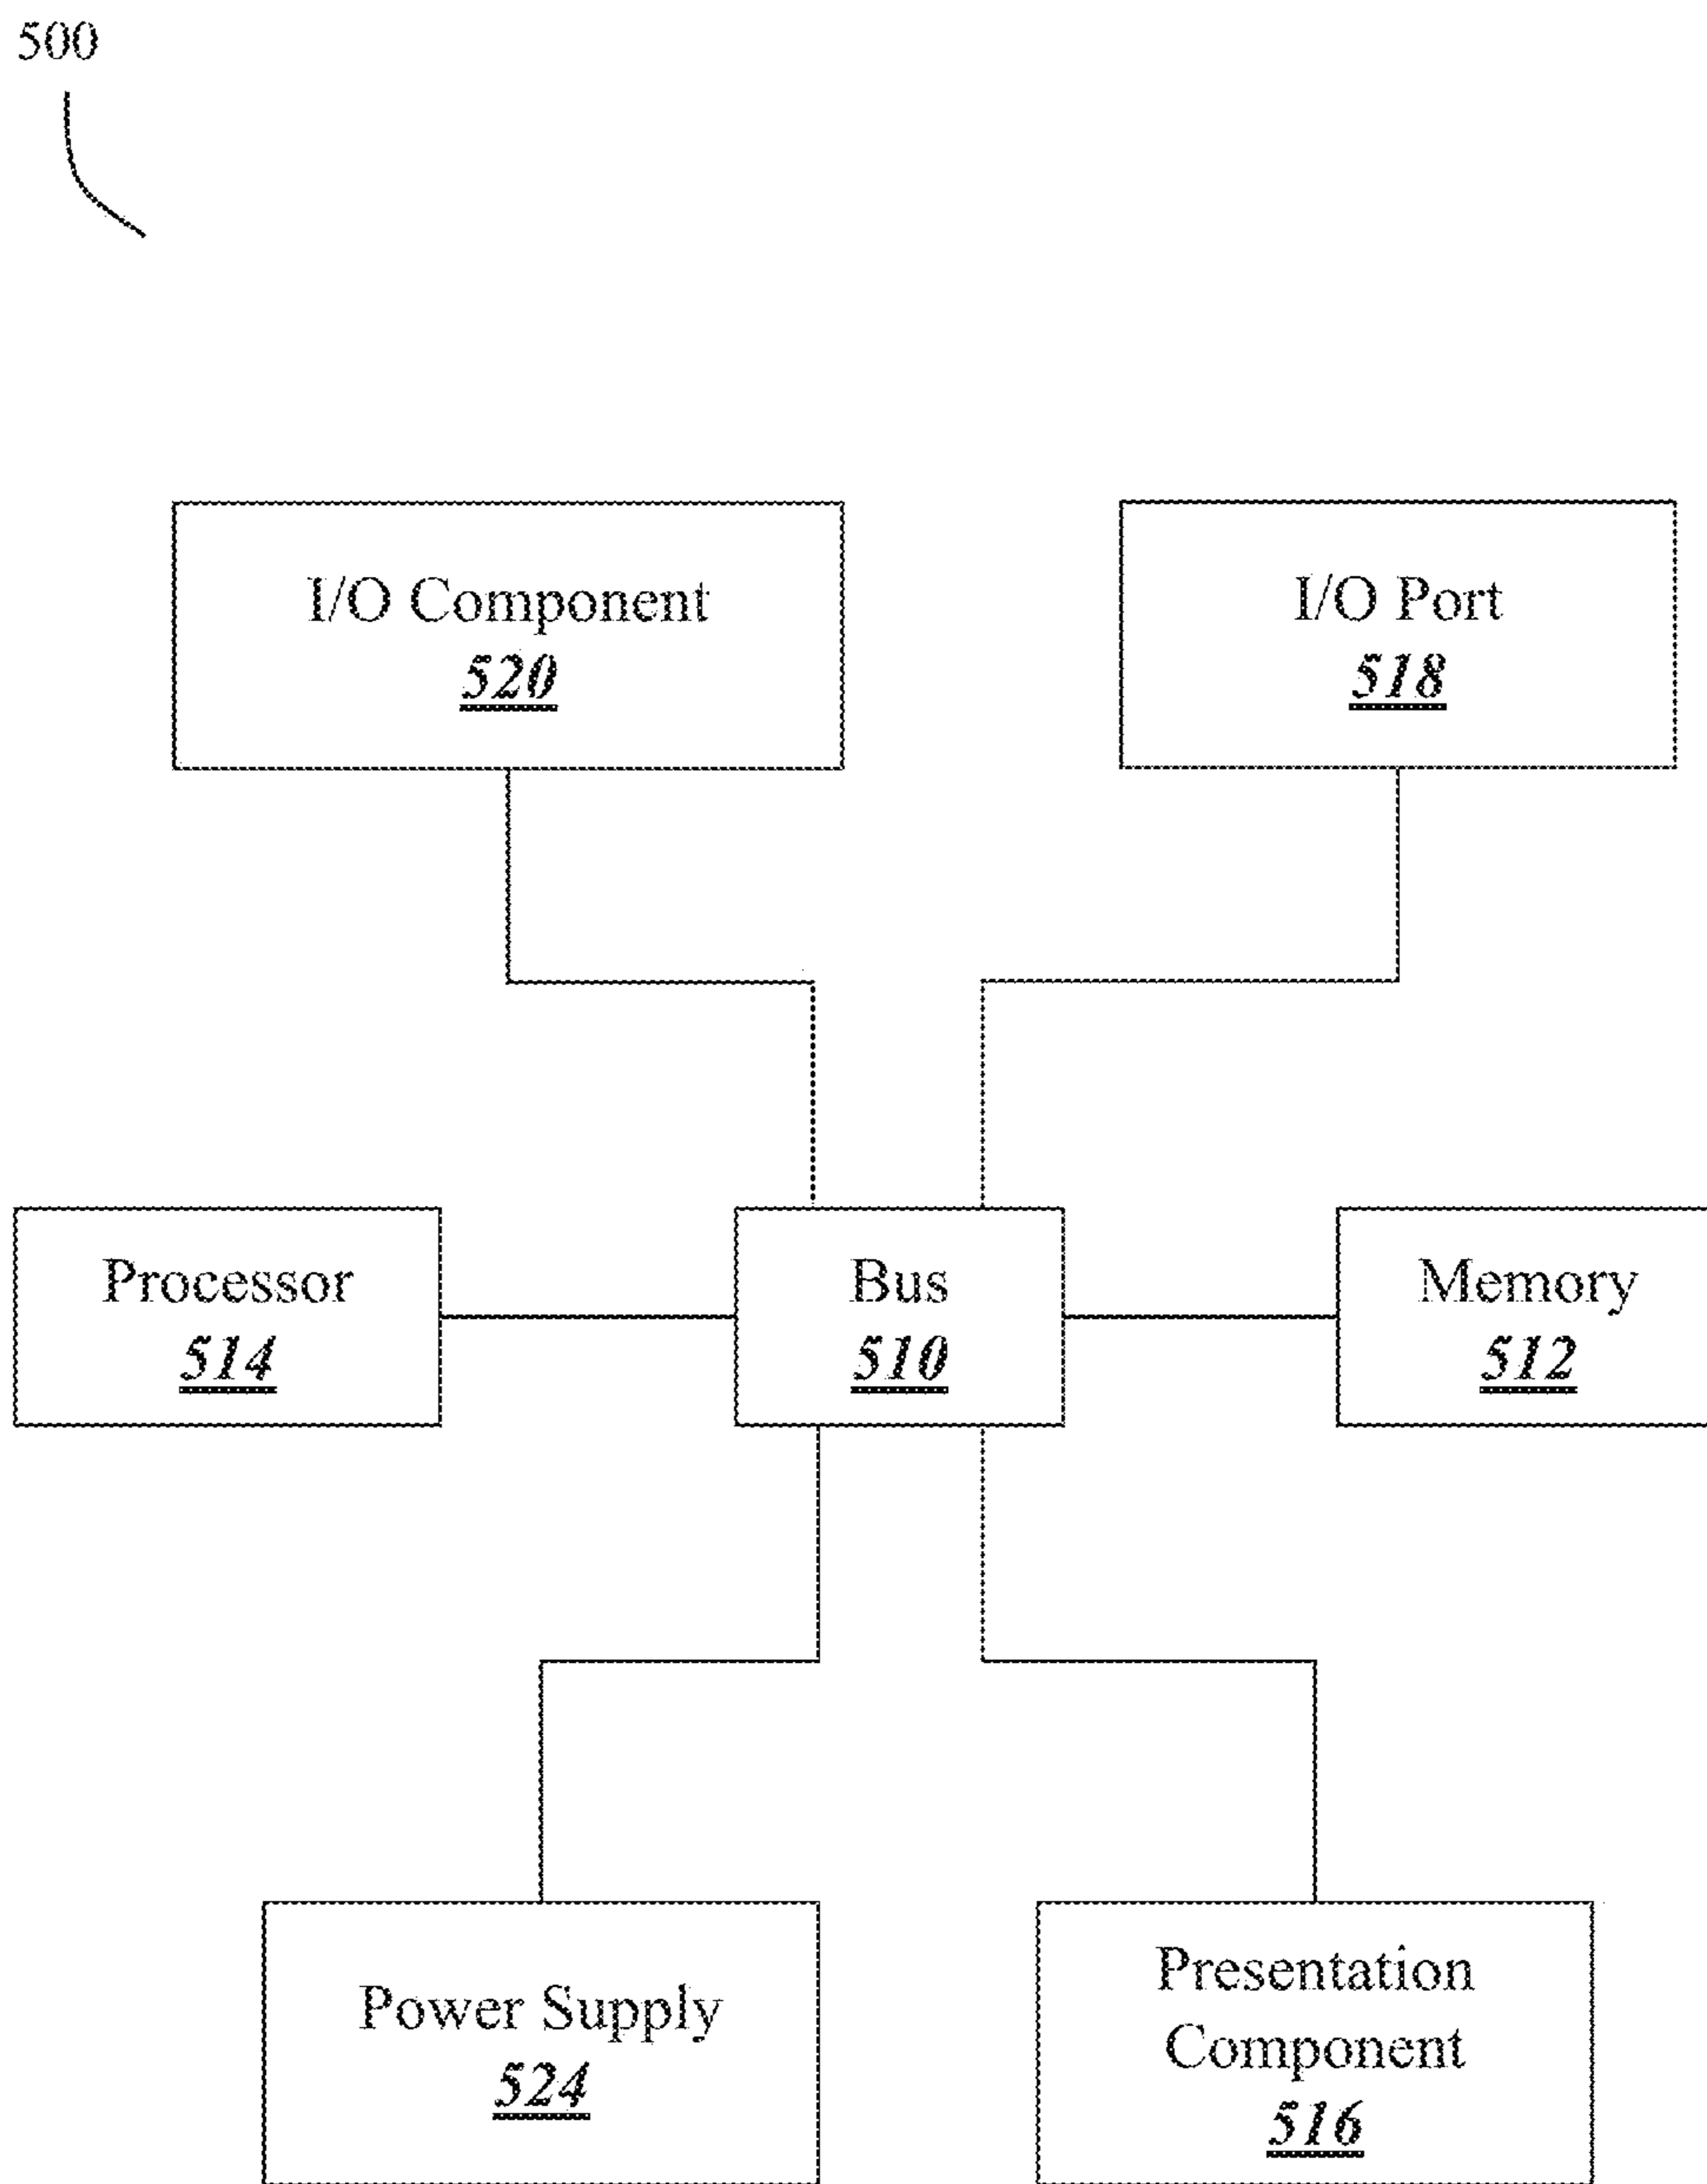 500
I/O Component
520
I/O Port
518
Processor
514
Bus
510
Memory
512
Power Supply
524
Presentation
Component
516